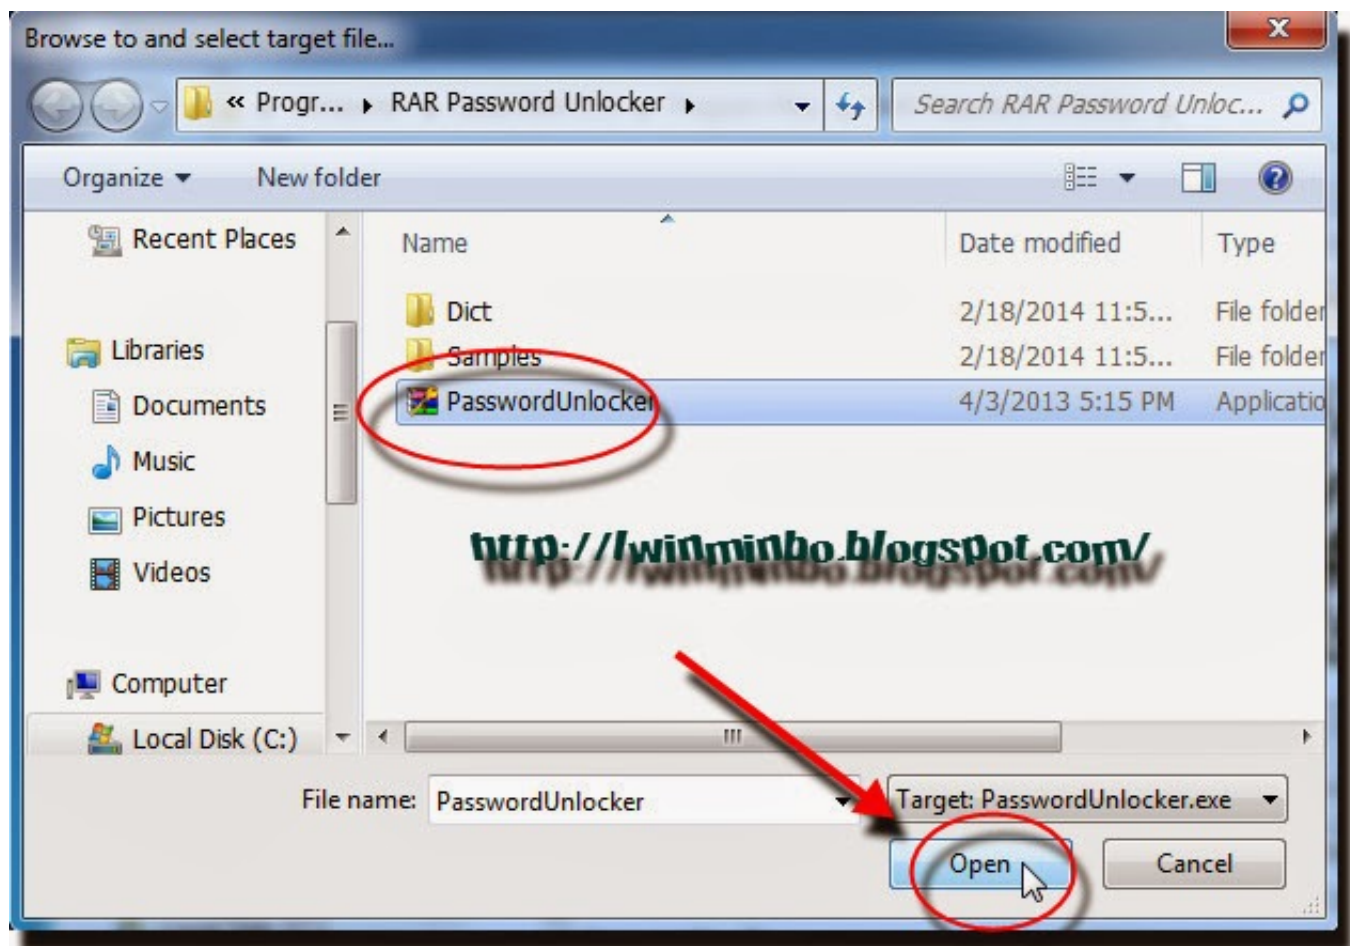 Browse to and select target file...
« Progr... RAR Password Unlocker
Search RAR Password Unloc...
Organize New folder
Recent Places
Libraries
Documents
Music
Pictures
Videos
Computer
Local Disk (C:)
Name Date modified Type
Dict 2/18/2014 11:5... File folder
Samples 2/18/2014 11:5... File folder
PasswordUnlocker 4/3/2013 5:15 PM Applicatio
http://lwinminbo.blogspot.com/
File name: PasswordUnlocker Target: PasswordUnlocker.exe
Open Cancel